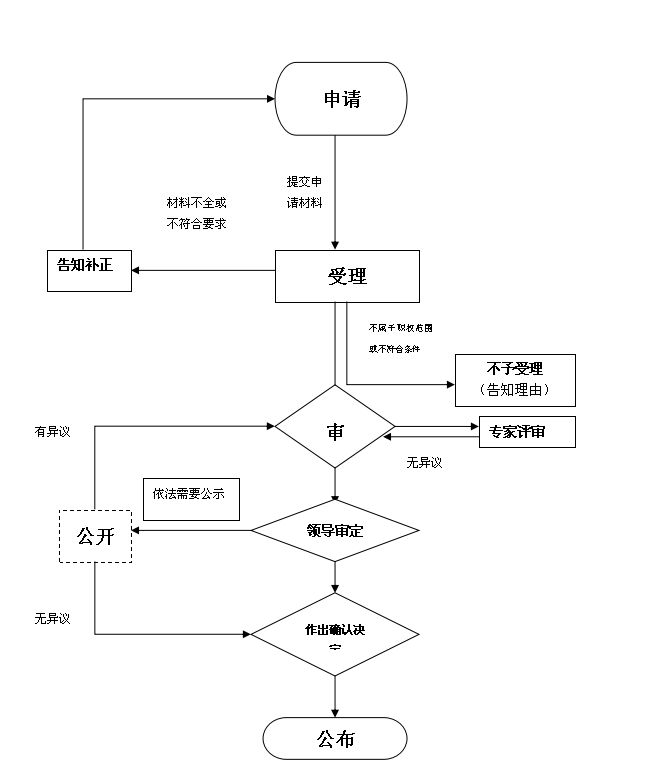 申请
提交申
请材料
材料不全或
不符合要求
告知补正
受理
不属于职权范围
或不符合条件
不予受理
（告知理由）
有异议
审
专家评审
无异议
依法需要公示
公开
领导审定
无异议
作出确认决
定
公布